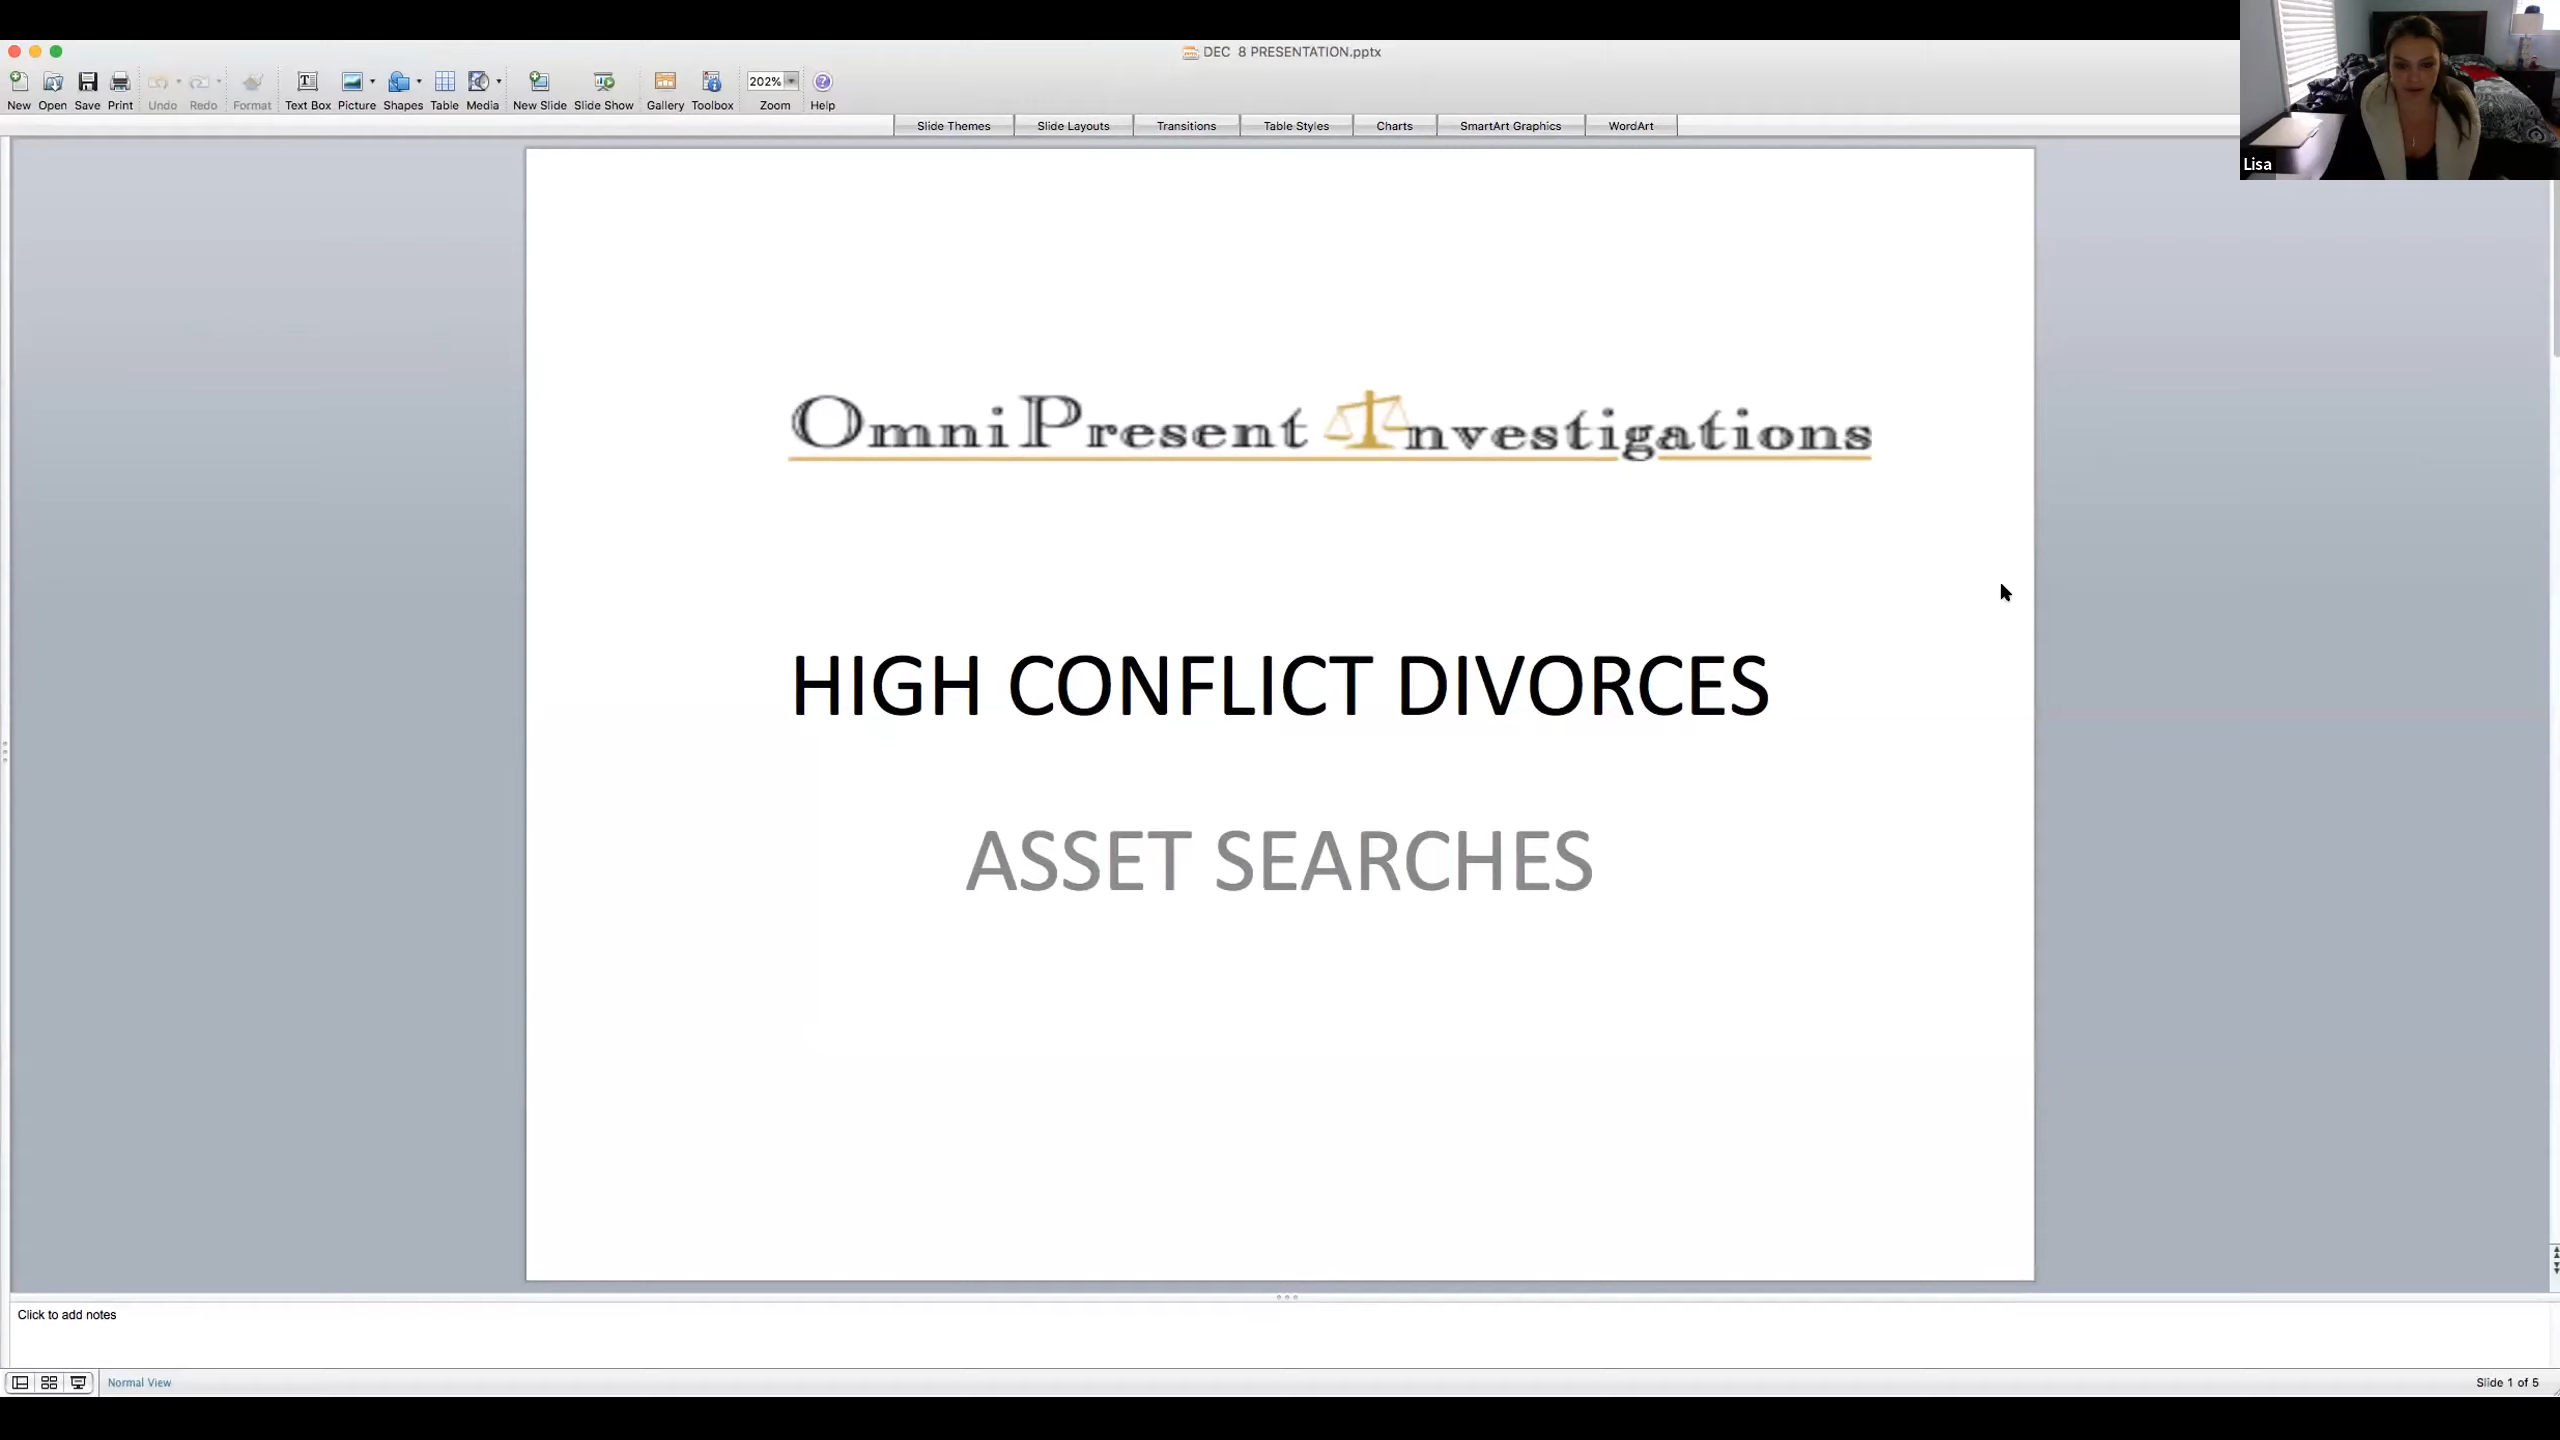 DEC 8 PRESENTATION.pptx
New Open Save Print Undo Redo Format Text Box Picture Shapes Table Media New Slide Slide Show Gallery Toolbox 202% Zoom Help
Slide Themes Slide Layouts Transitions Table Styles Charts SmartArt Graphics WordArt
Lisa
OmniPresent Investigations
HIGH CONFLICT DIVORCES
ASSET SEARCHES
Click to add notes
Normal View
Slide 1 of 5